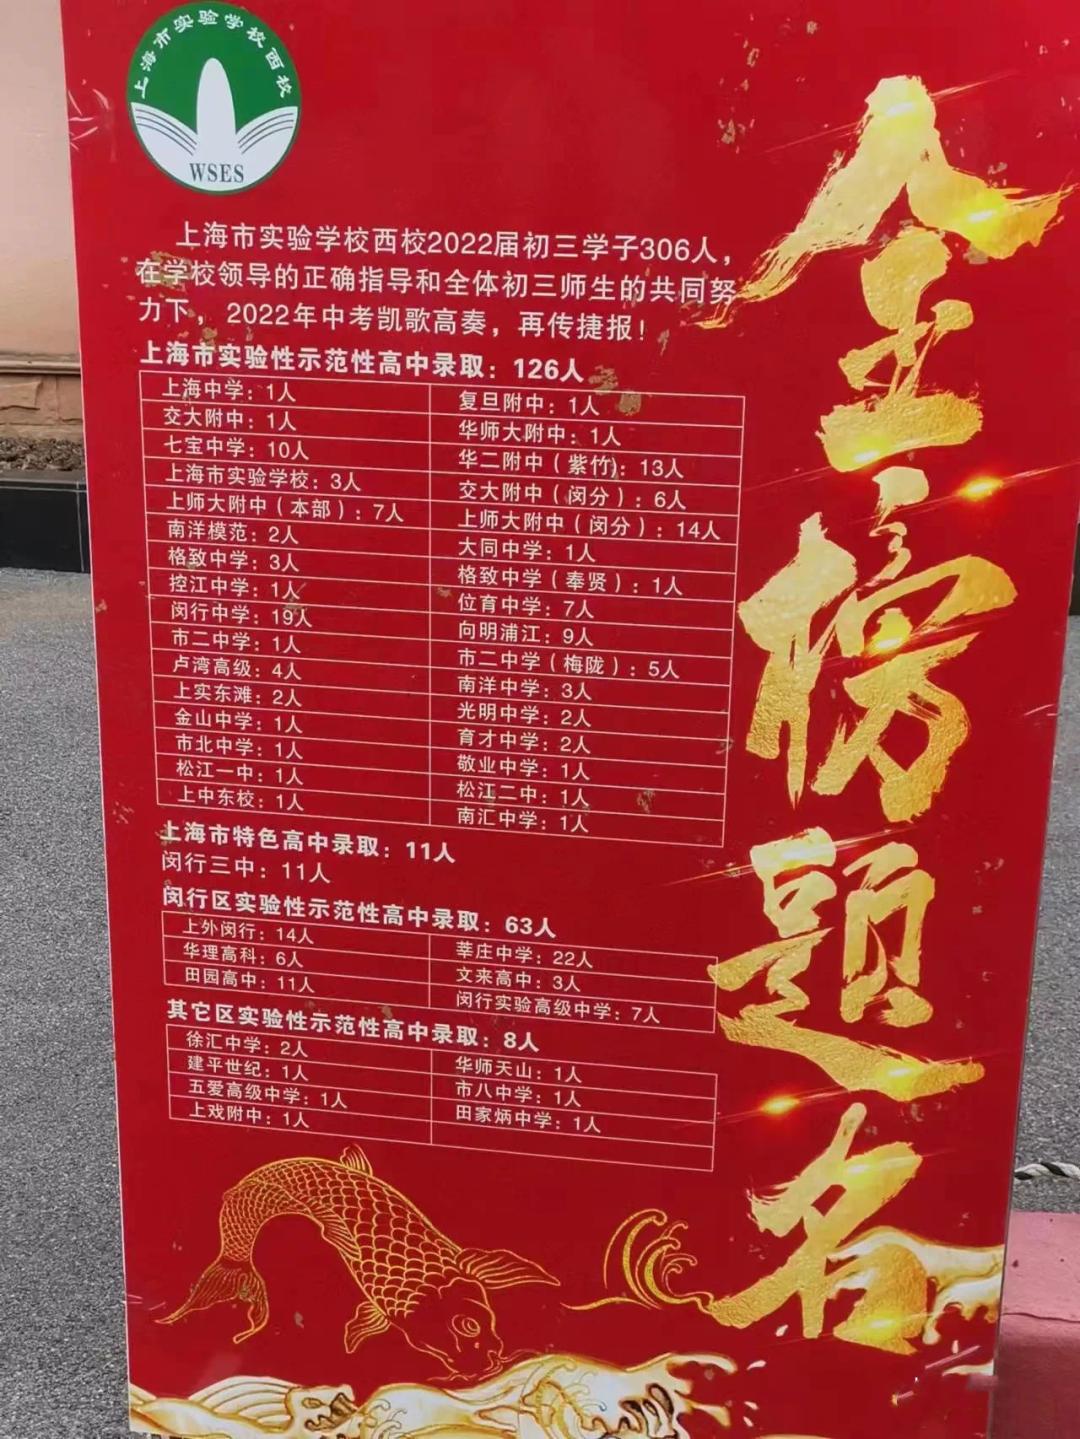 上海市实验学校西校
WSES
金榜题名
上海市实验学校西校2022届初三学子306人，
在学校领导的正确指导和全体初三师生的共同努
力下，2022年中考凯歌高奏，再传捷报！
上海市实验性示范性高中录取：126人
上海中学：1人
复旦附中：1人
交大附中：1人
华师大附中：1人
七宝中学：10人
华二附中（紫竹）：13人
上海市实验学校：3人
交大附中（闵分）：6人
上师大附中（本部）：7人
上师大附中（闵分）：14人
南洋模范：2人
大同中学：1人
格致中学：3人
格致中学（奉贤）：1人
控江中学：1人
位育中学：7人
闵行中学：19人
向明浦江：9人
市二中学：1人
市二中学（梅陇）：5人
卢湾高级：4人
南洋中学：3人
上实东滩：2人
光明中学：2人
金山中学：1人
育才中学：2人
市北中学：1人
敬业中学：1人
松江一中：1人
松江二中：1人
上中东校：1人
南汇中学：1人
上海市特色高中录取：11人
闵行三中：11人
闵行区实验性示范性高中录取：63人
上外闵行：14人
莘庄中学：22人
华理高科：6人
文来高中：3人
田园高中：11人
闵行实验高级中学：7人
其它区实验性示范性高中录取：8人
徐汇中学：2人
华师天山：1人
建平世纪：1人
市八中学：1人
五爱高级中学：1人
田家炳中学：1人
上戏附中：1人